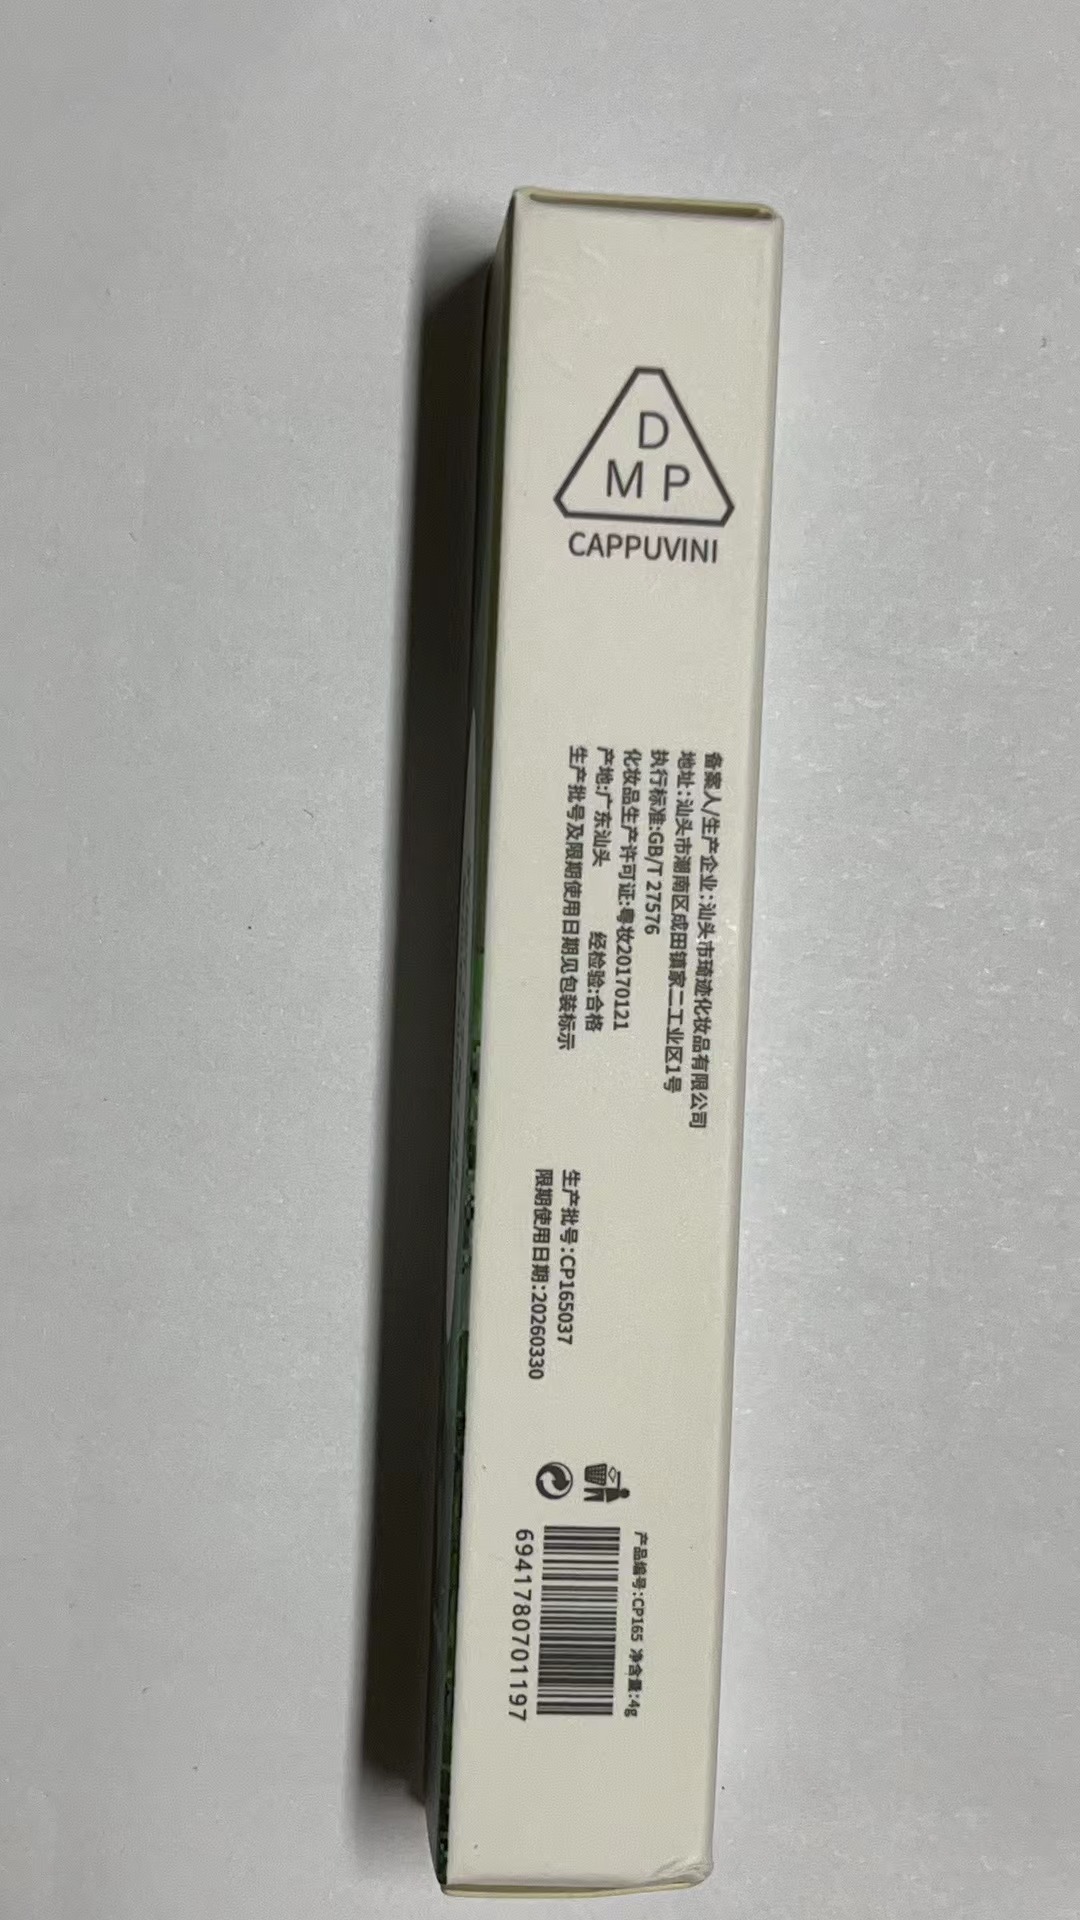 D
M P
CAPPUVINI
备案人/生产企业:汕头市琦迹化妆品有限公司
地址:汕头市潮南区成田镇家二工业区1号
执行标准:GB/T 27576
化妆品生产许可证:粤妆20170121
产地:广东汕头 经检验:合格
生产批号及限期使用日期见包装标示
生产批号:CP165037
限期使用日期:20260330
产品编号:CP165 净含量:4g
6941780701197